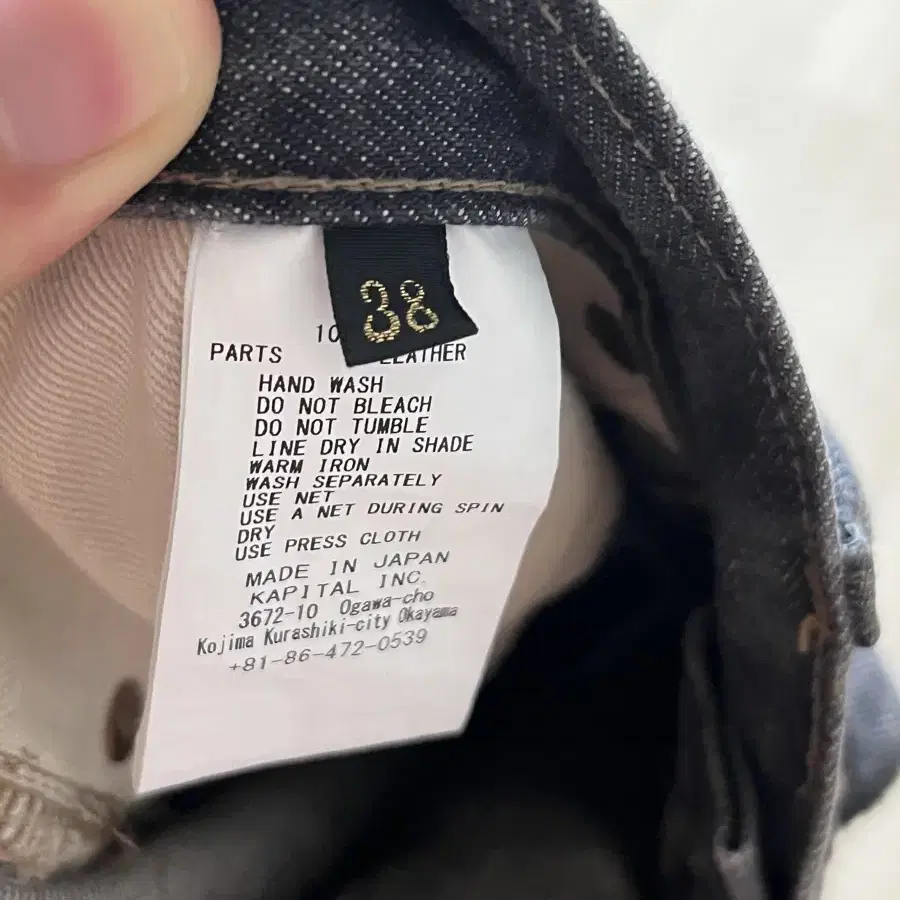 38
10
PARTS LEATHER
HAND WASH
DO NOT BLEACH
DO NOT TUMBLE
LINE DRY IN SHADE
WARM IRON
WASH SEPARATELY
USE NET
USE A NET DURING SPIN
DRY
USE PRESS CLOTH
MADE IN JAPAN
KAPITAL INC.
3672-10 Ogawa-cho
Kojima Kurashiki-city Okayama
+81-86-472-0539